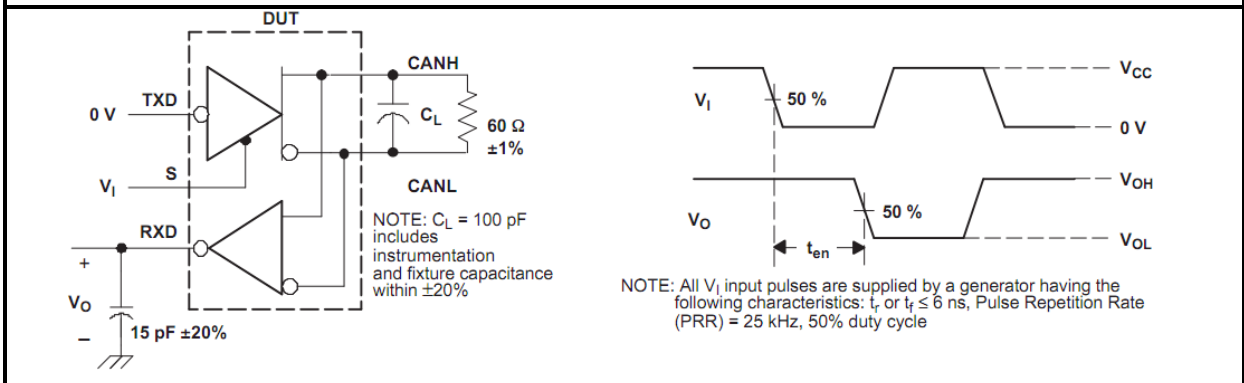 DUT
CANH
TXD
0 V
C_L
60 Ω
±1%
S
V_I
CANL
RXD
NOTE: C_L = 100 pF
includes
instrumentation
and fixture capacitance
within ±20%
+
V_O
–
15 pF ±20%
V_CC
V_I
50 %
0 V
V_OH
V_O
50 %
V_OL
t_en
NOTE: All V_I input pulses are supplied by a generator having the
following characteristics: t_r or t_f ≤ 6 ns, Pulse Repetition Rate
(PRR) = 25 kHz, 50% duty cycle